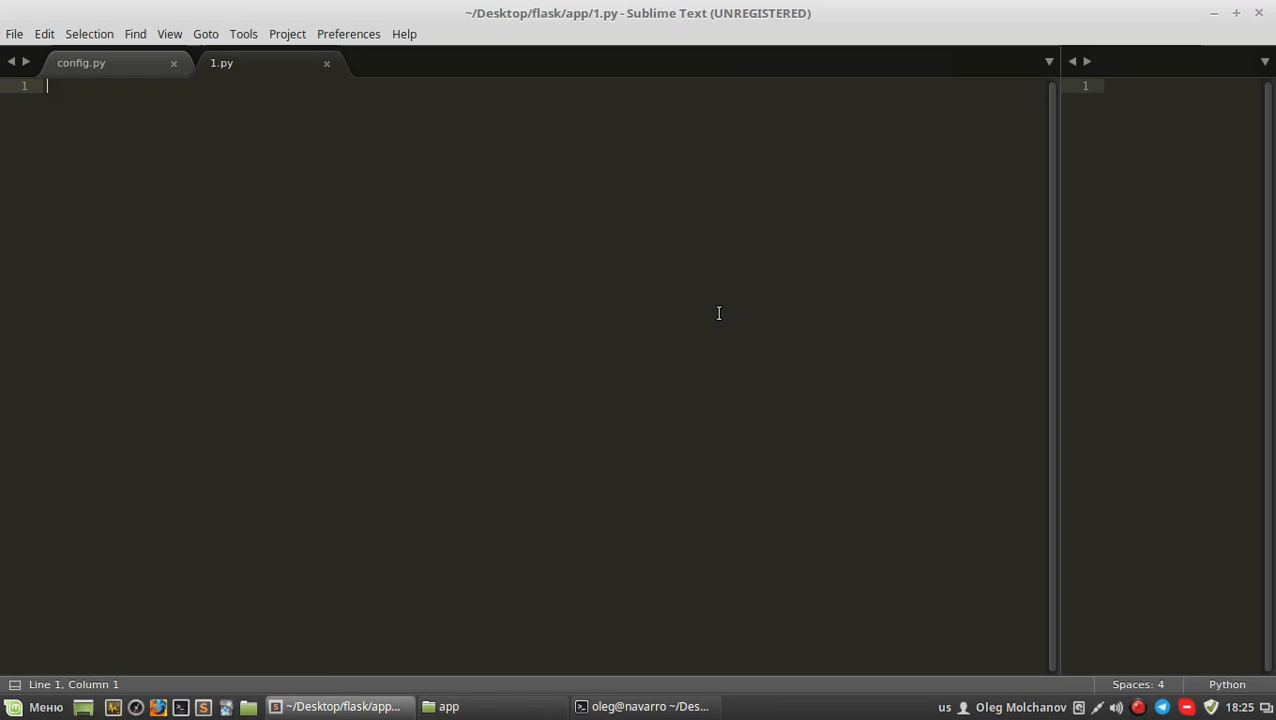 ~/Desktop/flask/app/1.py - Sublime Text (UNREGISTERED)
File Edit Selection View Find Goto Tools Project Preferences Help
config.py 1.py
1 1
Line 1, Column 1 Spaces: 4 Python
Меню ~/Desktop/flask/app... app oleg@navarro ~/Des... us Oleg Molchanov 18:25